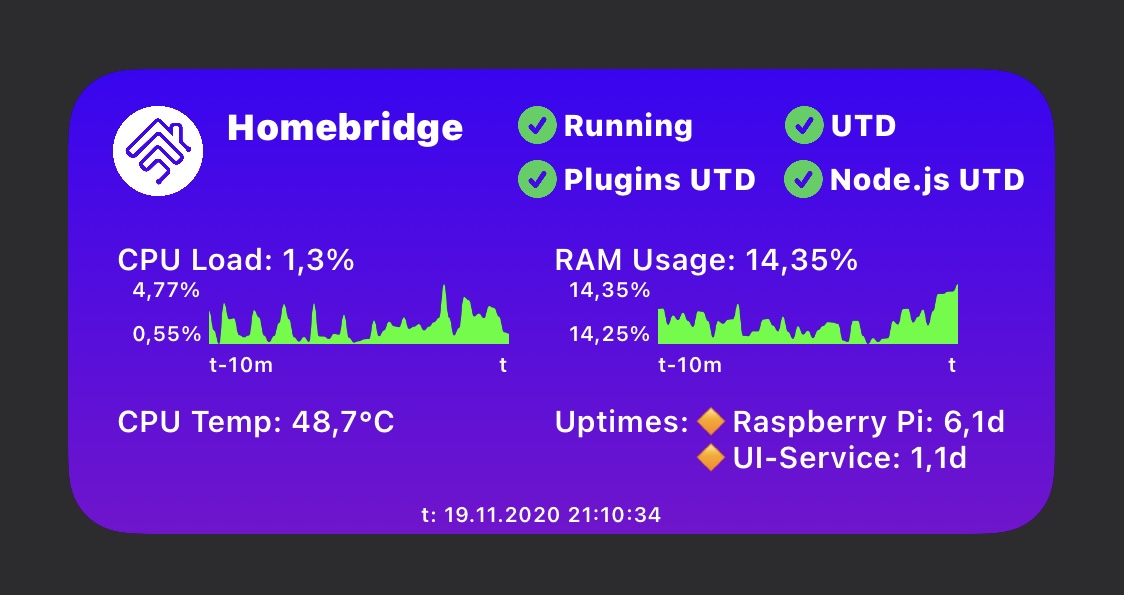 Homebridge
Running
UTD
Plugins UTD
Node.js UTD
CPU Load: 1,3%
4,77%
0,55%
t-10m
t
RAM Usage: 14,35%
14,35%
14,25%
t-10m
t
CPU Temp: 48,7°C
Uptimes: 🔸 Raspberry Pi: 6,1d
🔸 UI-Service: 1,1d
t: 19.11.2020 21:10:34